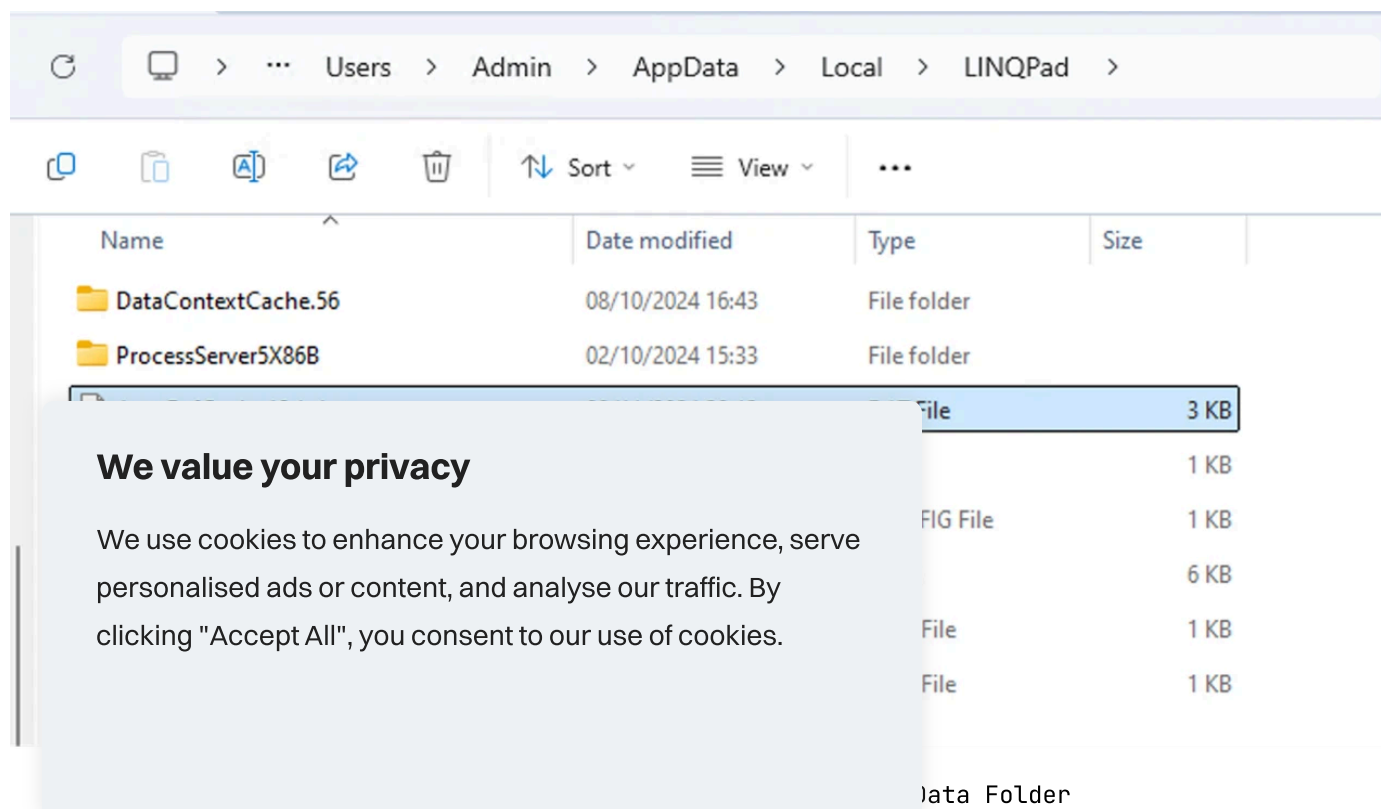 Users > Admin > AppData > Local > LINQPad >
Sort View
Name Date modified Type Size
DataContextCache.56 08/10/2024 16:43 File folder
ProcessServer5X86B 02/10/2024 15:33 File folder
File 3 KB
1 KB
FIG File 1 KB
6 KB
File 1 KB
File 1 KB
We value your privacy
We use cookies to enhance your browsing experience, serve
personalised ads or content, and analyse our traffic. By
clicking "Accept All", you consent to our use of cookies.
Data Folder